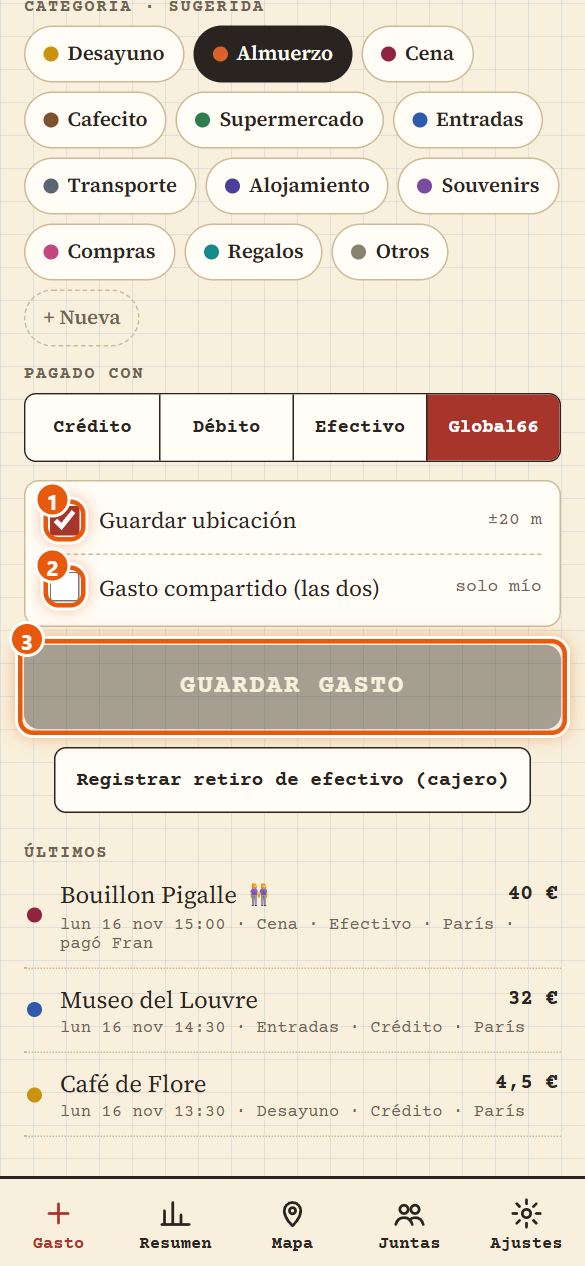 CATEGORÍA · SUGERIDA
Desayuno Almuerzo Cena
Cafecito Supermercado Entradas
Transporte Alojamiento Souvenirs
Compras Regalos Otros
+ Nueva
PAGADO CON
Crédito Débito Efectivo Global66
1
Guardar ubicación ±20 m
2
Gasto compartido (las dos) solo mío
3
GUARDAR GASTO
Registrar retiro de efectivo (cajero)
ÚLTIMOS
Bouillon Pigalle 40 €
lun 16 nov 15:00 · Cena · Efectivo · París ·
pagó Fran
Museo del Louvre 32 €
lun 16 nov 14:30 · Entradas · Crédito · París
Café de Flore 4,5 €
lun 16 nov 13:30 · Desayuno · Crédito · París
Gasto Resumen Mapa Juntas Ajustes